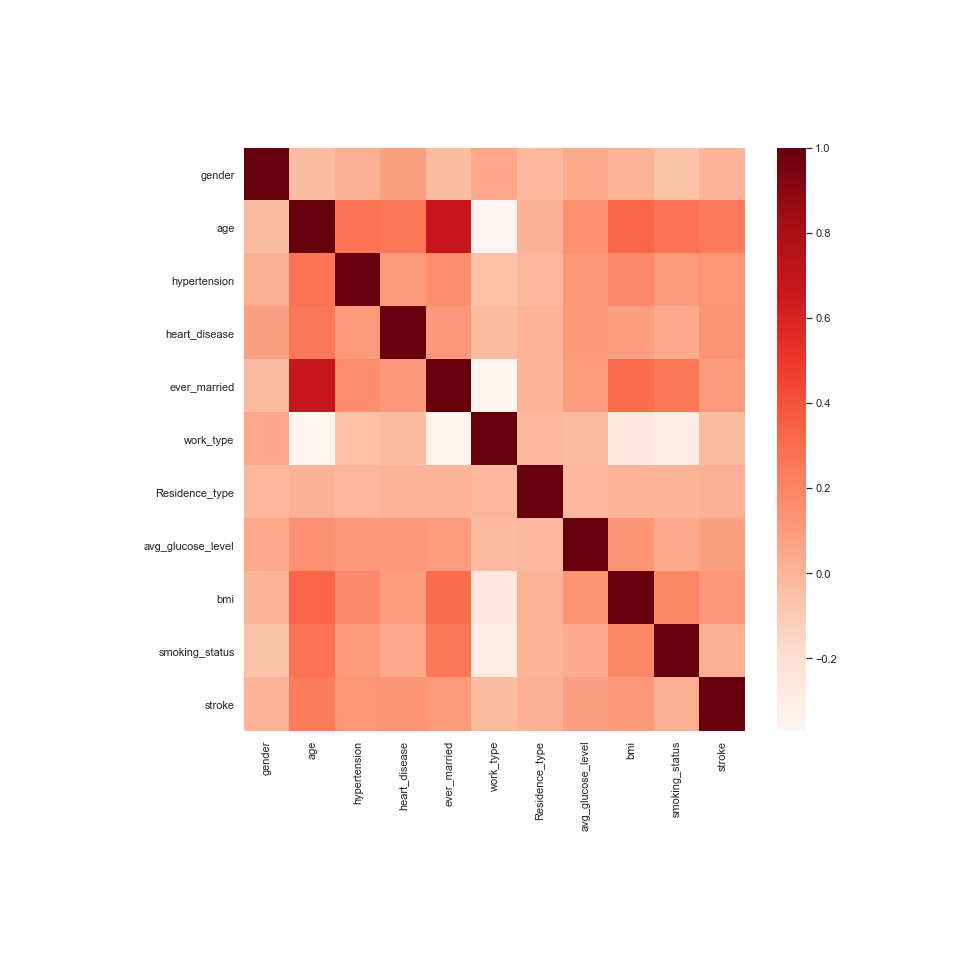 gender
age
hypertension
heart_disease
ever_married
work_type
Residence_type
avg_glucose_level
bmi
smoking_status
stroke
gender
age
hypertension
heart_disease
ever_married
work_type
Residence_type
avg_glucose_level
bmi
smoking_status
stroke
1.0
0.8
0.6
0.4
0.2
0.0
−0.2